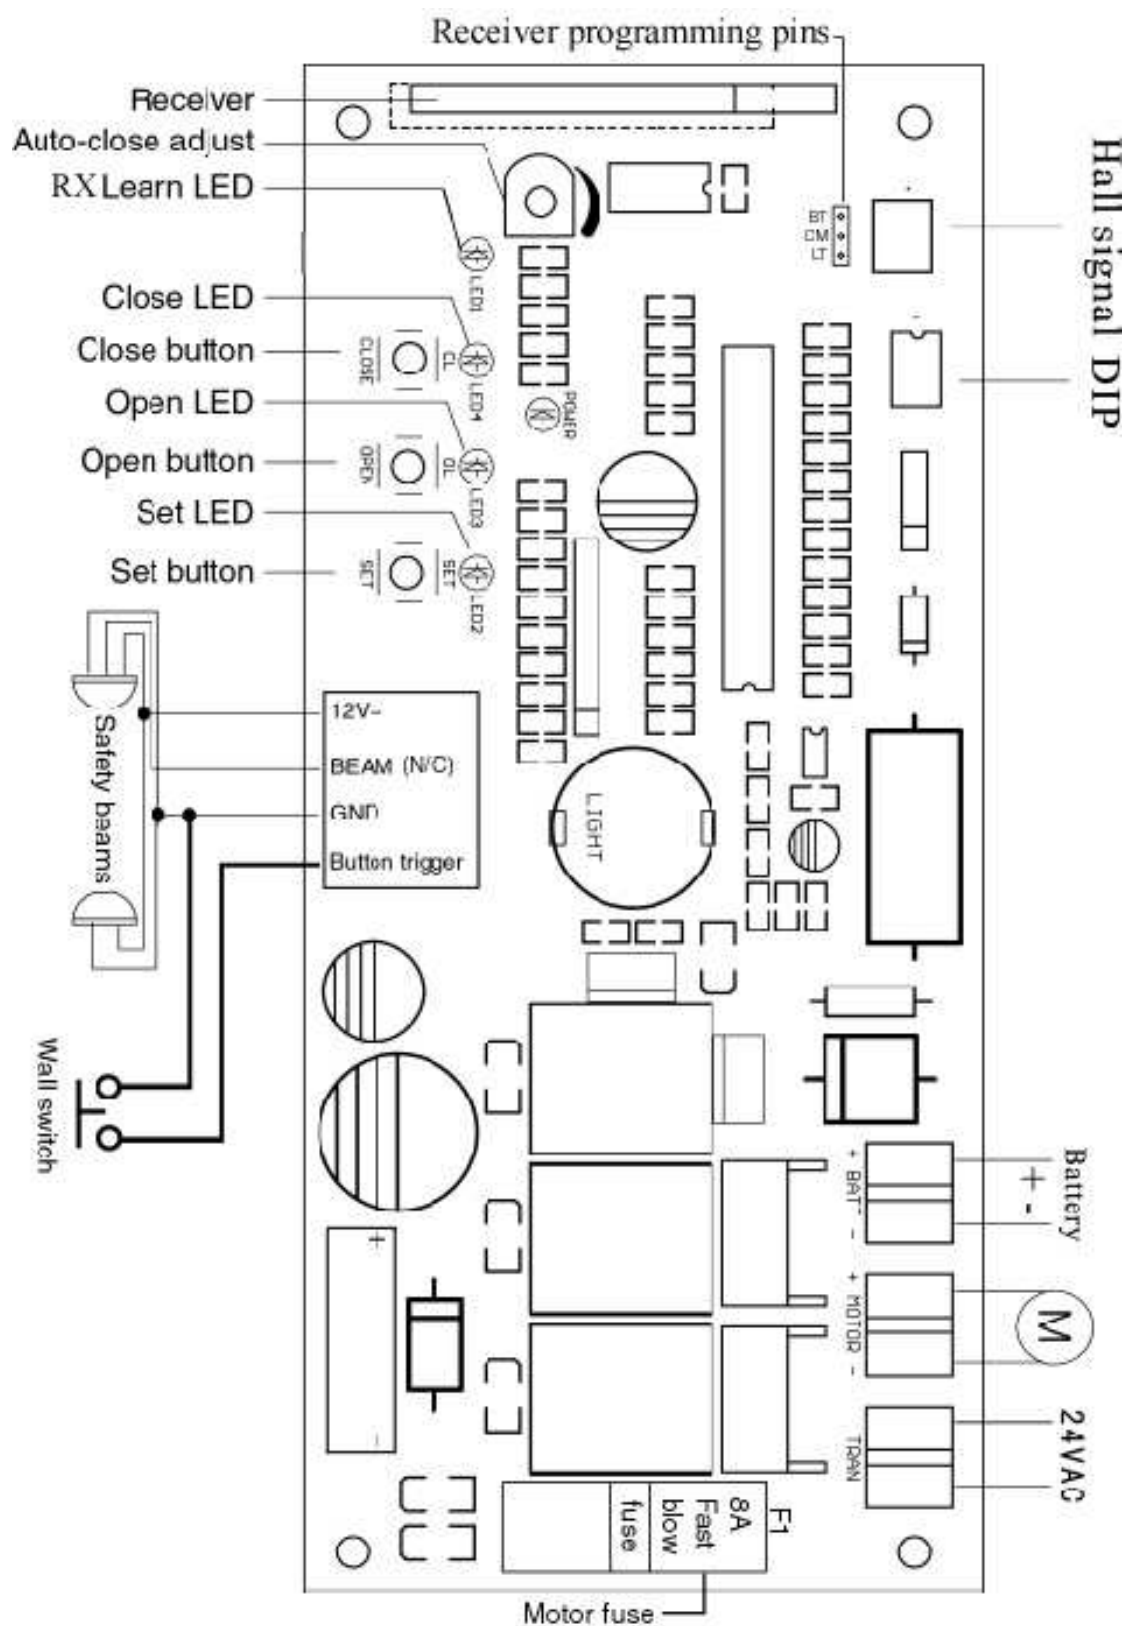 Receiver programming pins
Receiver
Auto-close adjust
RX Learn LED
LED1
BT
CM
LT
Hall signal DIP
Close LED
Close button
CLOSE
CL
LED4
POWER
Open LED
Open button
OPEN
OL
LED3
Set LED
Set button
SET
SET
LED2
12V-
BEAM (N/C)
GND
Button trigger
Safety beams
LIGHT
Wall switch
+ BAT -
Battery
+ -
+ MOTOR -
M
+
-
TRAN
24VAC
F1
8A
Fast
blow
fuse
Motor fuse